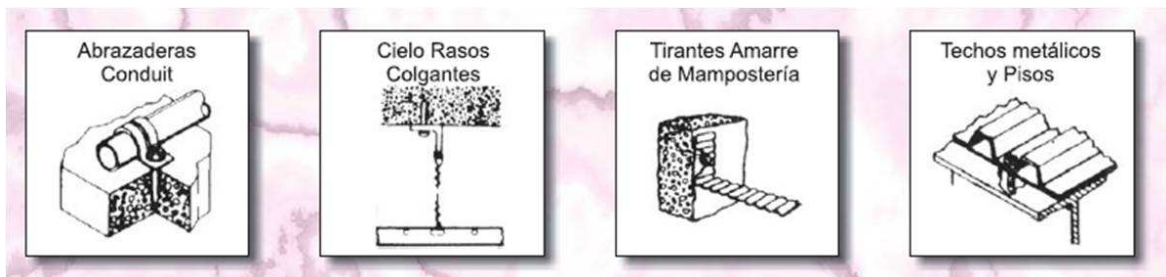 Abrazaderas
Conduit
Cielo Rasos
Colgantes
Tirantes Amarre
de Mampostería
Techos metálicos
y Pisos